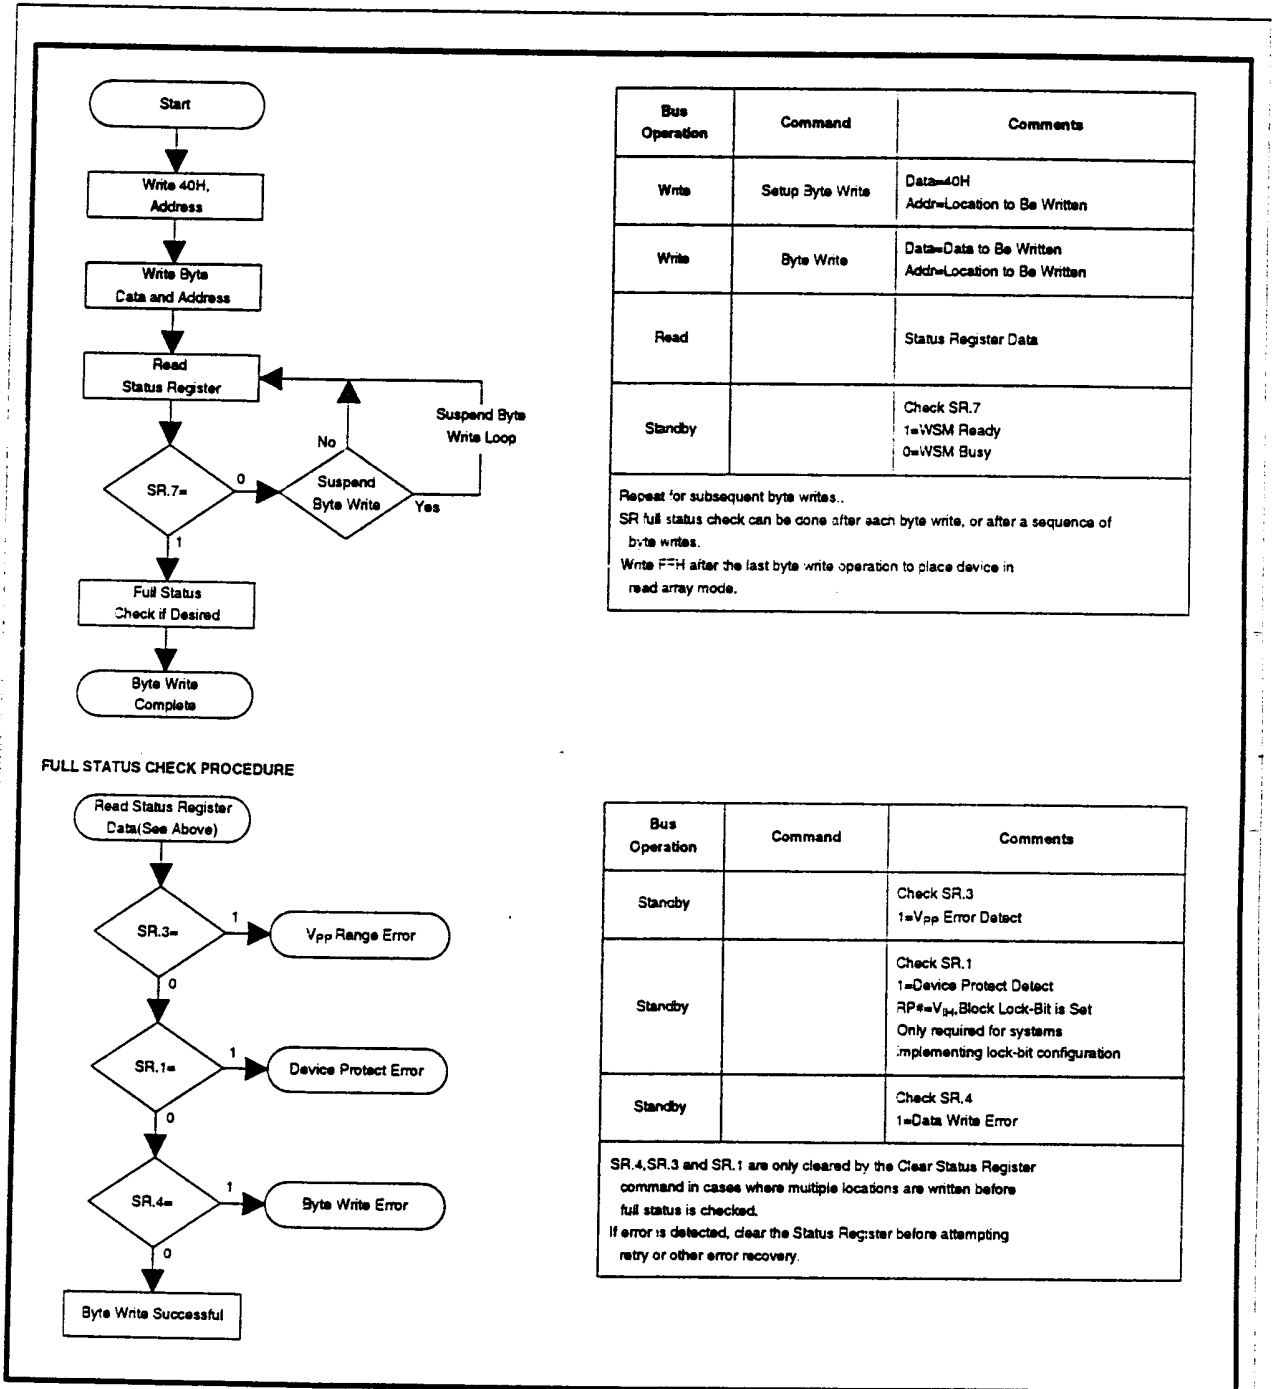 Start
Write 40H,
Address
Write Byte
Data and Address
Read
Status Register
Suspend Byte
Write Loop
No
SR.7=
0
Suspend
Byte Write
Yes
1
Full Status
Check if Desired
Byte Write
Complete
Bus
Operation
Command
Comments
Write
Setup Byte Write
Data=40H
Addr=Location to Be Written
Write
Byte Write
Data=Data to Be Written
Addr=Location to Be Written
Read
Status Register Data
Standby
Check SR.7
1=WSM Ready
0=WSM Busy
Repeat for subsequent byte writes..
SR full status check can be done after each byte write, or after a sequence of
byte writes.
Write FFH after the last byte write operation to place device in
read array mode.
FULL STATUS CHECK PROCEDURE
Read Status Register
Data(See Above)
SR.3=
1
VPP Range Error
0
SR.1=
1
Device Protect Error
0
SR.4=
1
Byte Write Error
0
Byte Write Successful
Bus
Operation
Command
Comments
Standby
Check SR.3
1=VPP Error Detect
Standby
Check SR.1
1=Device Protect Detect
RP#=VIH,Block Lock-Bit is Set
Only required for systems
implementing lock-bit configuration
Standby
Check SR.4
1=Data Write Error
SR.4,SR.3 and SR.1 are only cleared by the Clear Status Register
command in cases where multiple locations are written before
full status is checked.
If error is detected, clear the Status Register before attempting
retry or other error recovery.